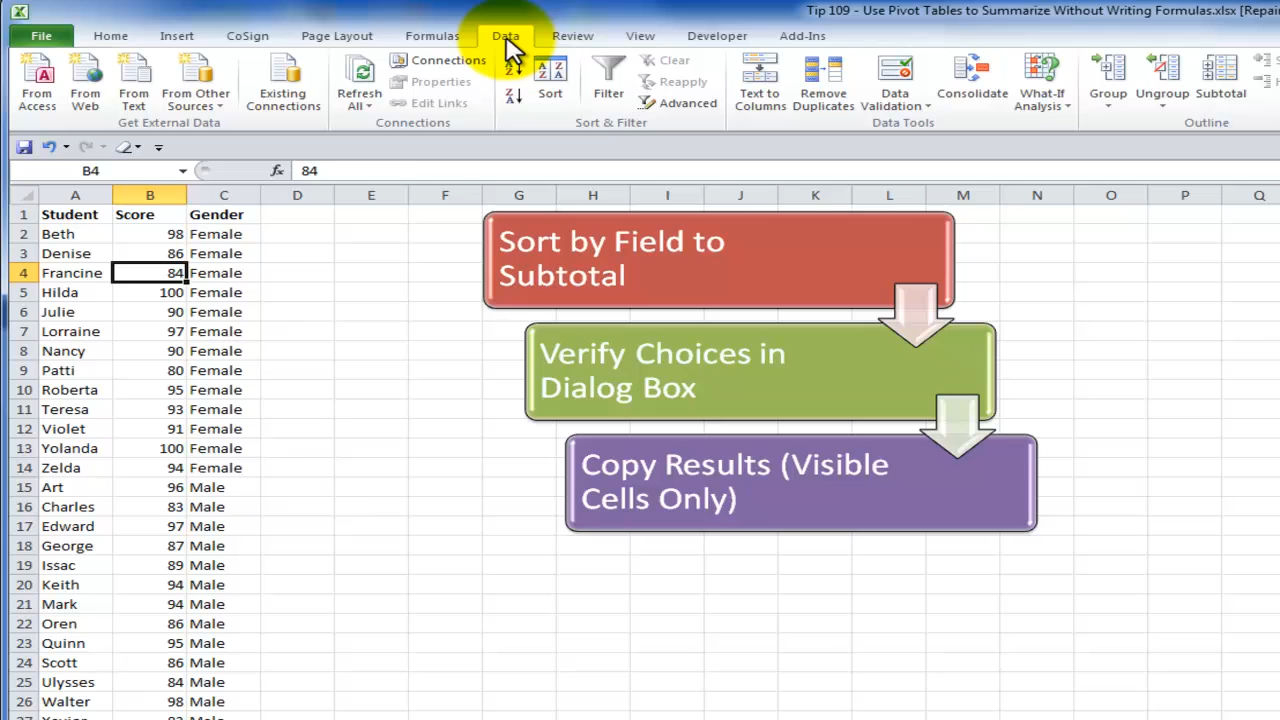 Tip 109 - Use Pivot Tables to Summarize Without Writing Formulas.xlsx [Repai
File Home Insert CoSign Page Layout Formulas Data Review View Developer Add-Ins
From Access
From Web
From Text
From Other Sources
Get External Data
Existing Connections
Refresh All
Connections
Properties
Edit Links
Connections
Sort
Filter
Clear
Reapply
Advanced
Sort & Filter
Text to Columns
Remove Duplicates
Data Validation
Consolidate
What-If Analysis
Data Tools
Group
Ungroup
Subtotal
Outline
B4 fx 84
A B C D E F G H I J K L M N O P Q
1 Student Score Gender
2 Beth 98 Female
3 Denise 86 Female
4 Francine 84 Female
5 Hilda 100 Female
6 Julie 90 Female
7 Lorraine 97 Female
8 Nancy 90 Female
9 Patti 80 Female
10 Roberta 95 Female
11 Teresa 93 Female
12 Violet 91 Female
13 Yolanda 100 Female
14 Zelda 94 Female
15 Art 96 Male
16 Charles 83 Male
17 Edward 97 Male
18 George 87 Male
19 Issac 89 Male
20 Keith 94 Male
21 Mark 94 Male
22 Oren 86 Male
23 Quinn 95 Male
24 Scott 86 Male
25 Ulysses 84 Male
26 Walter 98 Male
Sort by Field to
Subtotal
Verify Choices in
Dialog Box
Copy Results (Visible
Cells Only)